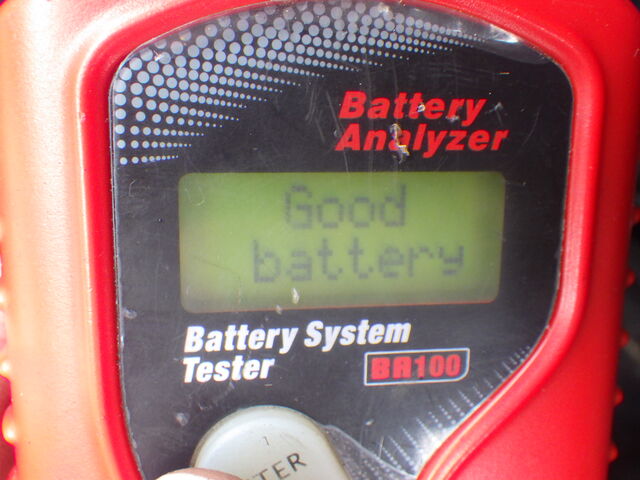 Battery
Analyzer
Good
battery
Battery System
Tester
BA100